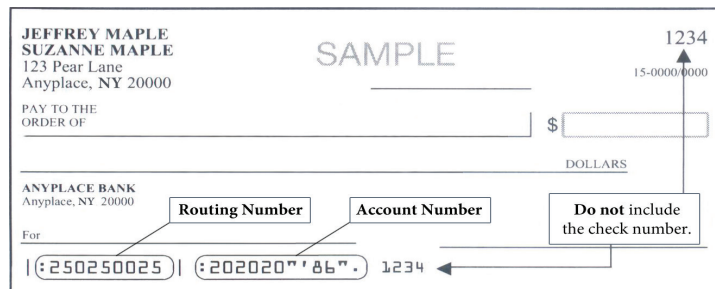 JEFFREY MAPLE
SUZANNE MAPLE
123 Pear Lane
Anyplace, NY 20000
SAMPLE
1234
15-0000/0000
PAY TO THE
ORDER OF
$
DOLLARS
ANYPLACE BANK
Anyplace, NY 20000
Routing Number
Account Number
Do not include
the check number.
For
|:250250025| :202020"'86". 1234